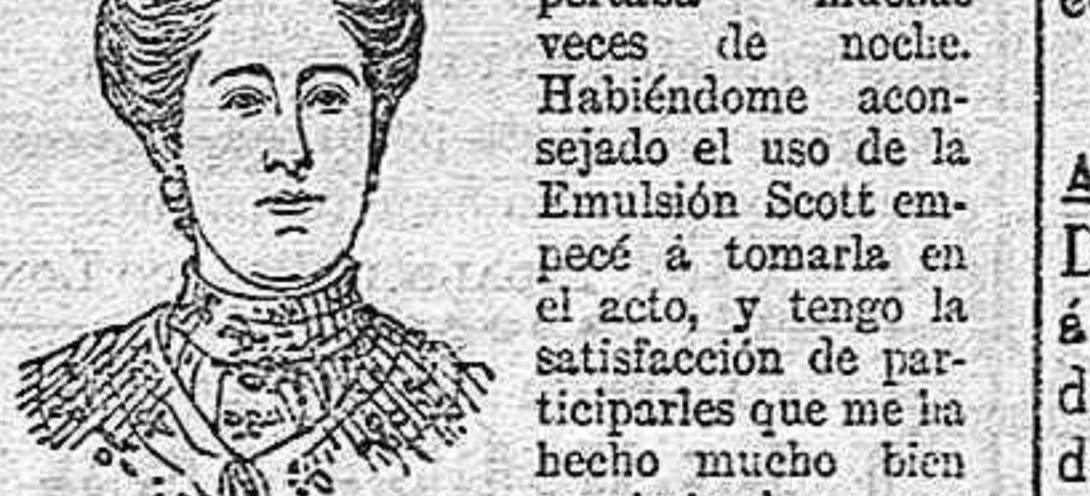 veces de noche.
Habiéndome acon-
sejado el uso de la
Emulsión Scott em-
pecé á tomarla en
el acto, y tengo la
satisfacción de par-
ticiparles que me ha
hecho mucho bien